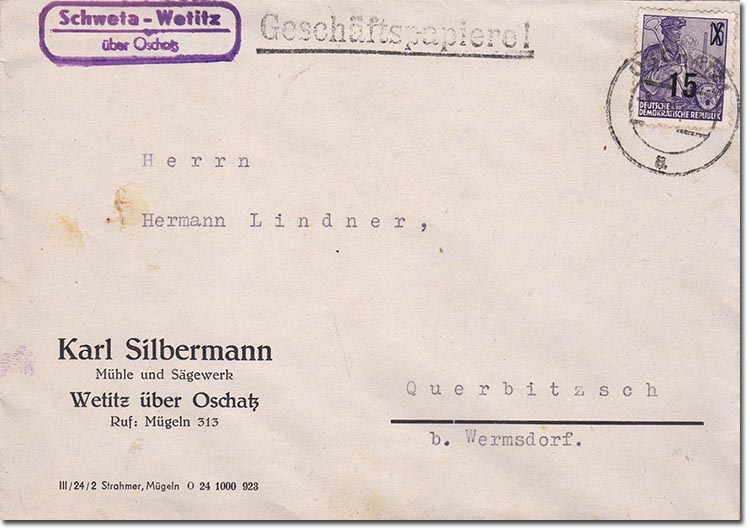 Schweta-Wetitz
über Oschatz
Geschäftspapiere!
15
DEUTSCHE
DEMOKRATISCHE REPUBLIK
Herrn
Hermann Lindner,
Karl Silbermann
Mühle und Sägewerk
Wetitz über Oschatz
Ruf: Mügeln 313
Querbitzsch
b. Wermsdorf.
III/24/2 Strahmer, Mügeln O 24 1000 923